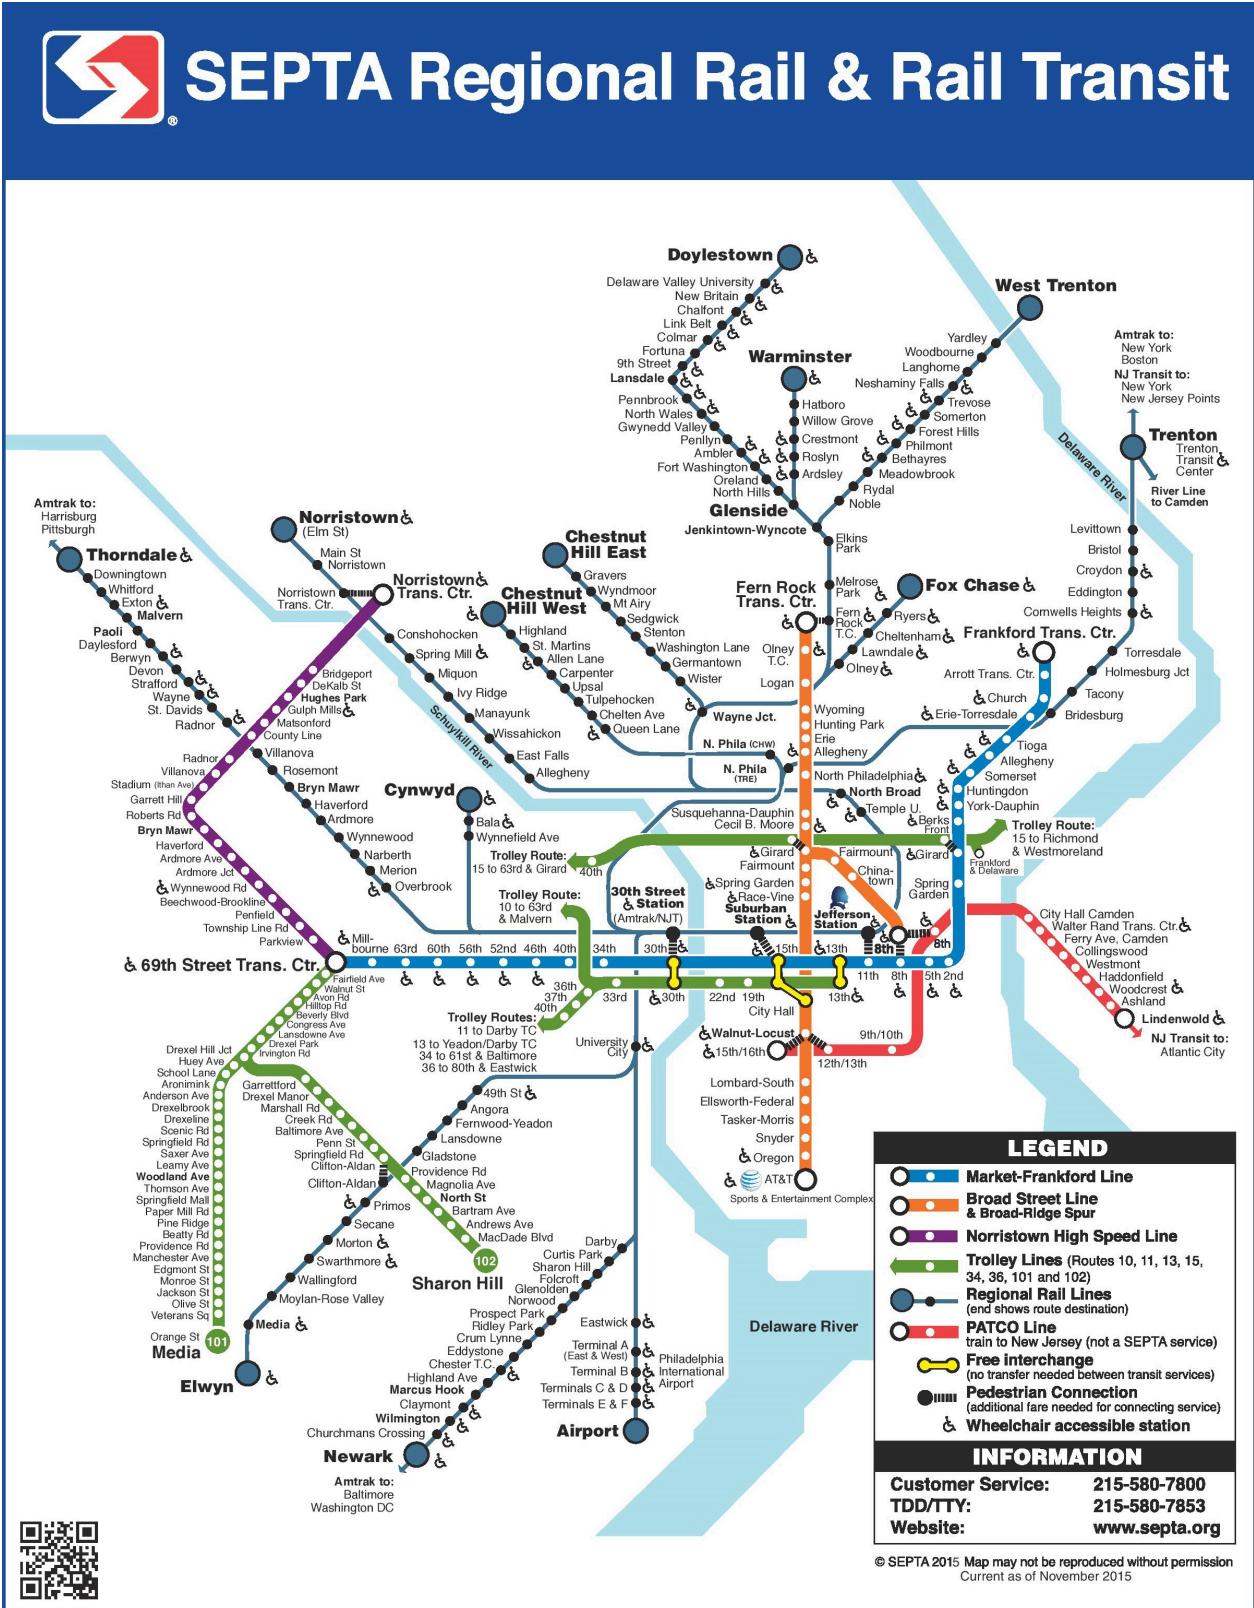 SEPTA Regional Rail & Rail Transit
®
Doylestown
Delaware Valley University
New Britain
Chalfont
Link Belt
Colmar
Fortuna
9th Street
Lansdale
Pennbrook
North Wales
Gwynedd Valley
Penllyn
Ambler
Fort Washington
Oreland
North Hills
Glenside
Jenkintown-Wyncote
Warminster
Hatboro
Willow Grove
Crestmont
Roslyn
Ardsley
West Trenton
Yardley
Woodbourne
Langhorne
Neshaminy Falls
Trevose
Somerton
Forest Hills
Philmont
Bethayres
Meadowbrook
Rydal
Noble
Elkins
Park
Melrose
Park
Fern
Rock
T.C.
Amtrak to:
New York
Boston
NJ Transit to:
New York
New Jersey Points
Trenton
Trenton
Transit
Center
River Line
to Camden
Delaware River
Levittown
Bristol
Croydon
Eddington
Cornwells Heights
Torresdale
Holmesburg Jct
Tacony
Bridesburg
Fox Chase
Ryers
Cheltenham
Lawndale
Olney
Frankford Trans. Ctr.
Arrott Trans. Ctr.
Church
Erie-Torresdale
Tioga
Allegheny
Somerset
Huntingdon
York-Dauphin
Berks
Front
Girard
Spring
Garden
Trolley Route:
15 to Richmond
& Westmoreland
Frankford
& Delaware
Amtrak to:
Harrisburg
Pittsburgh
Thorndale
Downingtown
Whitford
Exton
Malvern
Paoli
Daylesford
Berwyn
Devon
Strafford
Wayne
St. Davids
Radnor
Villanova
Rosemont
Bryn Mawr
Haverford
Ardmore
Wynnewood
Narberth
Merion
Overbrook
Norristown
(Elm St)
Main St
Norristown
Norristown
Trans. Ctr.
Norristown
Trans. Ctr.
Conshohocken
Spring Mill
Miquon
Ivy Ridge
Manayunk
Wissahickon
East Falls
Allegheny
Schuylkill River
Bridgeport
DeKalb St
Hughes Park
Gulph Mills
Matsonford
County Line
Radnor
Villanova
Stadium (Ithan Ave)
Garrett Hill
Roberts Rd
Bryn Mawr
Haverford
Ardmore Ave
Ardmore Jct
Wynnewood Rd
Beechwood-Brookline
Penfield
Township Line Rd
Parkview
69th Street Trans. Ctr.
Chestnut
Hill East
Gravers
Wyndmoor
Mt Airy
Sedgwick
Stenton
Washington Lane
Germantown
Wister
Wayne Jct.
Chestnut
Hill West
Highland
St. Martins
Allen Lane
Carpenter
Upsal
Tulpehocken
Chelten Ave
Queen Lane
N. Phila (CHW)
N. Phila
(TRE)
Cynwyd
Bala
Wynnefield Ave
Fern Rock
Trans. Ctr.
Olney
T.C.
Logan
Wyoming
Hunting Park
Erie
Allegheny
North Philadelphia
North Broad
Temple U.
Susquehanna-Dauphin
Cecil B. Moore
Girard
Fairmount
Spring Garden
Race-Vine
Fairmount
China-
town
Trolley Route:
15 to 63rd & Girard
40th
Trolley Route:
10 to 63rd
& Malvern
30th Street
Station
(Amtrak/NJT)
Suburban
Station
Jefferson
Station
Mill-
bourne
63rd
60th
56th
52nd
46th
40th
34th
30th
15th
13th
8th
8th
11th
8th
5th
2nd
36th
37th
40th
33rd
30th
22nd
19th
13th
City Hall
Trolley Routes:
11 to Darby TC
13 to Yeadon/Darby TC
34 to 61st & Baltimore
36 to 80th & Eastwick
University
City
Walnut-Locust
15th/16th
12th/13th
9th/10th
Lombard-South
Ellsworth-Federal
Tasker-Morris
Snyder
Oregon
AT&T
Sports & Entertainment Complex
City Hall Camden
Walter Rand Trans. Ctr.
Ferry Ave, Camden
Collingswood
Westmont
Haddonfield
Woodcrest
Ashland
Lindenwold
NJ Transit to:
Atlantic City
Fairfield Ave
Walnut St
Avon Rd
Hilltop Rd
Beverly Blvd
Congress Ave
Lansdowne Ave
Drexel Park
Irvington Rd
Drexel Hill Jct
Huey Ave
School Lane
Aronimink
Anderson Ave
Drexelbrook
Drexeline
Scenic Rd
Springfield Rd
Saxer Ave
Leamy Ave
Woodland Ave
Thomson Ave
Springfield Mall
Paper Mill Rd
Pine Ridge
Beatty Rd
Providence Rd
Manchester Ave
Edgmont St
Monroe St
Jackson St
Olive St
Veterans Sq
Orange St
Media
101
Garrettford
Drexel Manor
Marshall Rd
Creek Rd
Baltimore Ave
Penn St
Springfield Rd
Clifton-Aldan
Clifton-Aldan
Providence Rd
Magnolia Ave
North St
Bartram Ave
Andrews Ave
MacDade Blvd
102
Sharon Hill
49th St
Angora
Fernwood-Yeadon
Lansdowne
Gladstone
Primos
Secane
Morton
Swarthmore
Wallingford
Moylan-Rose Valley
Media
Elwyn
Darby
Curtis Park
Sharon Hill
Folcroft
Glenolden
Norwood
Prospect Park
Ridley Park
Crum Lynne
Eddystone
Chester T.C.
Highland Ave
Marcus Hook
Claymont
Wilmington
Churchmans Crossing
Newark
Amtrak to:
Baltimore
Washington DC
Eastwick
Terminal A
(East & West)
Terminal B
Terminals C & D
Terminals E & F
Philadelphia
International
Airport
Airport
Delaware River
LEGEND
Market-Frankford Line
Broad Street Line
& Broad-Ridge Spur
Norristown High Speed Line
Trolley Lines (Routes 10, 11, 13, 15,
34, 36, 101 and 102)
Regional Rail Lines
(end shows route destination)
PATCO Line
train to New Jersey (not a SEPTA service)
Free interchange
(no transfer needed between transit services)
Pedestrian Connection
(additional fare needed for connecting service)
Wheelchair accessible station
INFORMATION
Customer Service: 215-580-7800
TDD/TTY: 215-580-7853
Website: www.septa.org
© SEPTA 2015 Map may not be reproduced without permission
Current as of November 2015